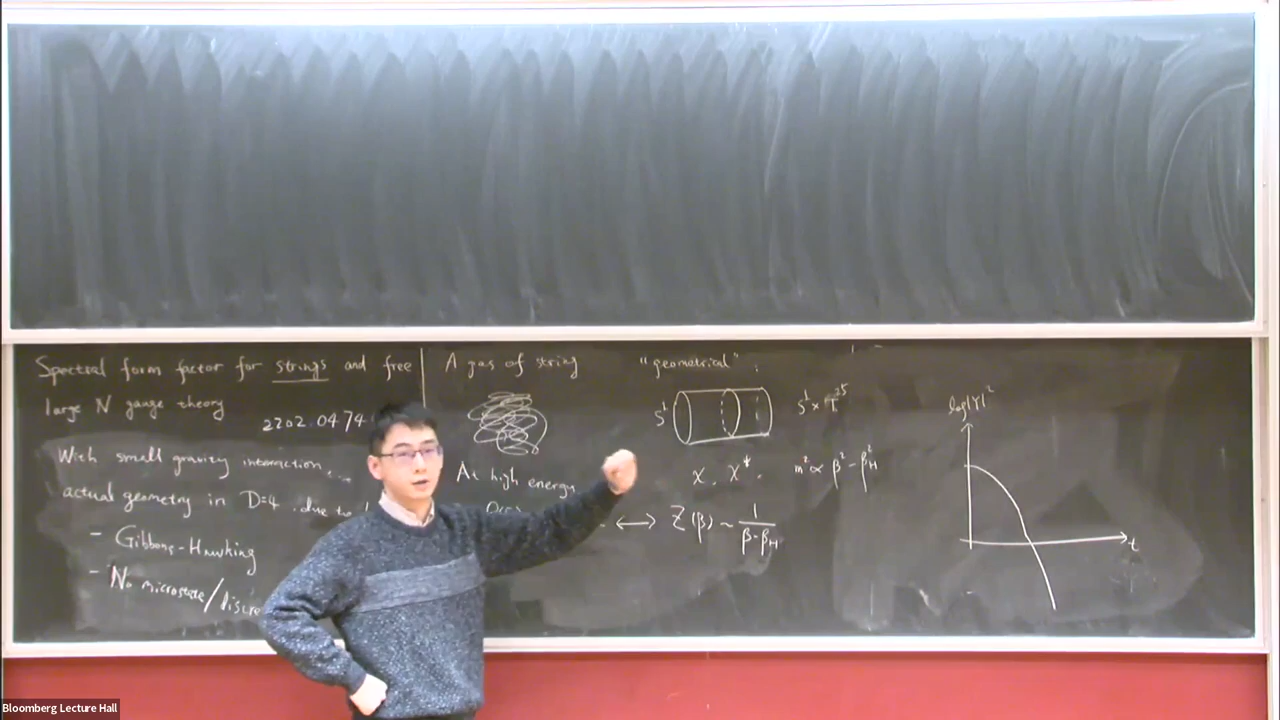 Spectral form factor for strings and free
large N gauge theory
2202.0474
With small gravity interaction,
actual geometry in D=4, due to
- Gibbons-Hawking
- No microstate/discre
A gas of string
At high energy
"geometrical":
S¹
S¹ × T²⁵
χ, χ*.
m² ∝ β² - β_H²
⟷ Z(β) ~ 1/(β-β_H)
log|Y|²
t
Bloomberg Lecture Hall